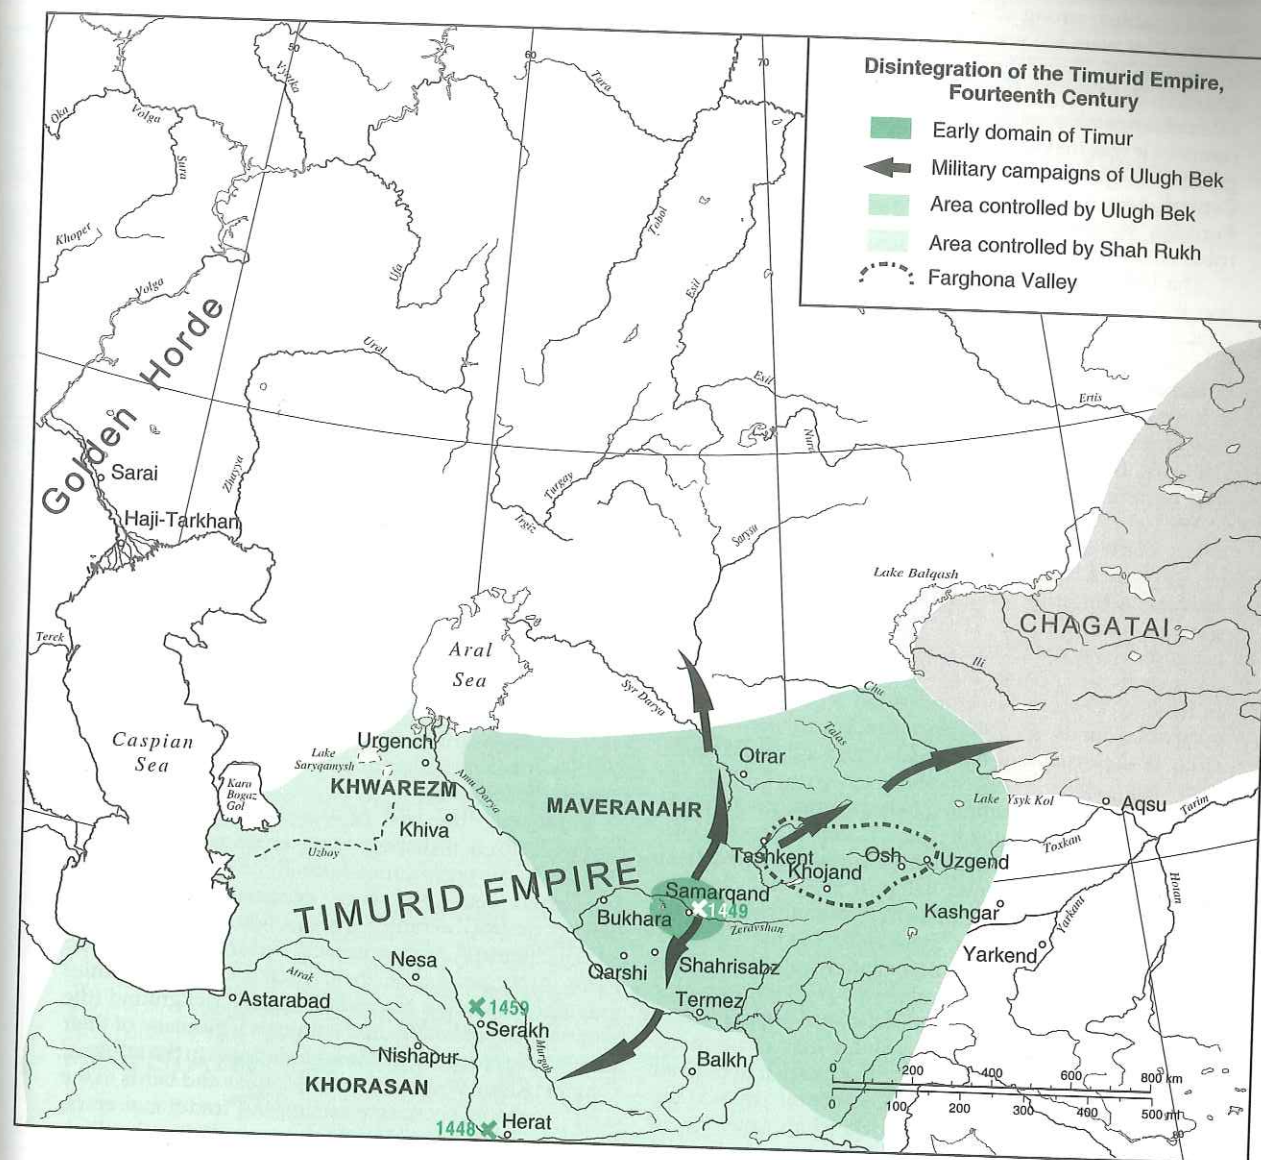 Disintegration of the Timurid Empire,
Fourteenth Century
Early domain of Timur
Military campaigns of Ulugh Bek
Area controlled by Ulugh Bek
Area controlled by Shah Rukh
Farghona Valley
50
60
70
Oka
Volga
Vyatka
Sura
Tura
Khoper
Volga
Ufa
Tobol
Esil
Golden Horde
Ural
Esil
Ertis
Nura
Sarai
Zhayya
Turgay
Irgiz
Sarysu
Haji-Tarkhan
Lake Balqash
CHAGATAI
Terek
Aral
Sea
Ili
Syr Darya
Chu
Caspian
Sea
Urgench
Lake
Saryqamysh
Talas
Otrar
Kara
Bogaz
Gol
KHWAREZM
Amu Darya
MAVERANAHR
Lake Ysyk Kol
Aqsu
Tarim
Khiva
Uzboy
Toxkan
Tashkent
Osh
Uzgend
Khojand
TIMURID EMPIRE
Samarqand
1449
Hotan
Bukhara
Zeravshan
Kashgar
Yarkant
Yarkend
Nesa
Qarshi
Shahrisabz
Atrak
Astarabad
1459
Serakh
Termez
Nishapur
Murgab
Balkh
KHORASAN
1448
Herat
0 200 400 600 800 km
0 100 200 300 400 500 mi
80